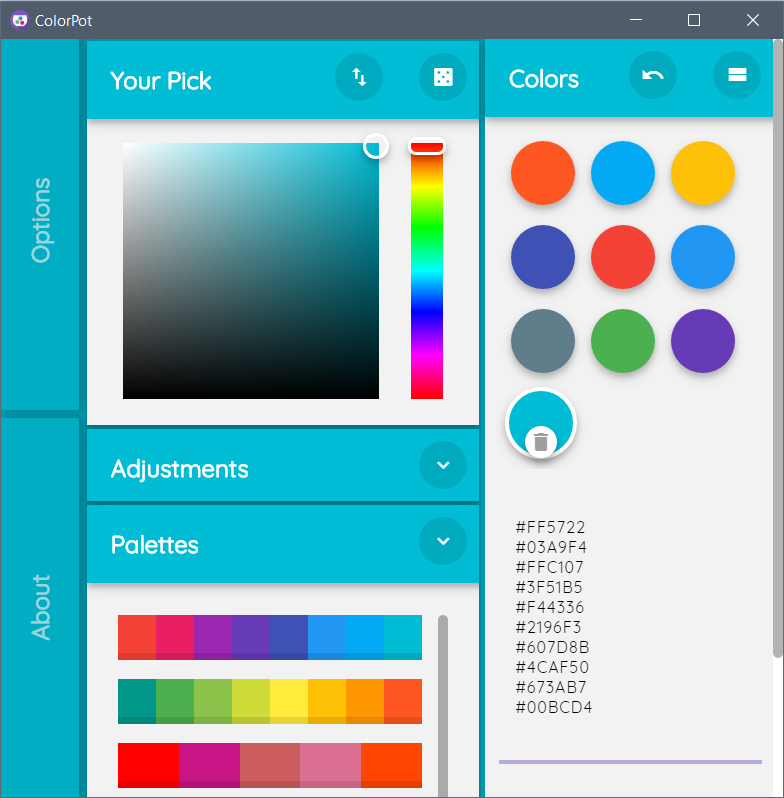 ColorPot
Options
About
Your Pick
Adjustments
Palettes
Colors
#FF5722
#03A9F4
#FFC107
#3F51B5
#F44336
#2196F3
#607D8B
#4CAF50
#673AB7
#00BCD4